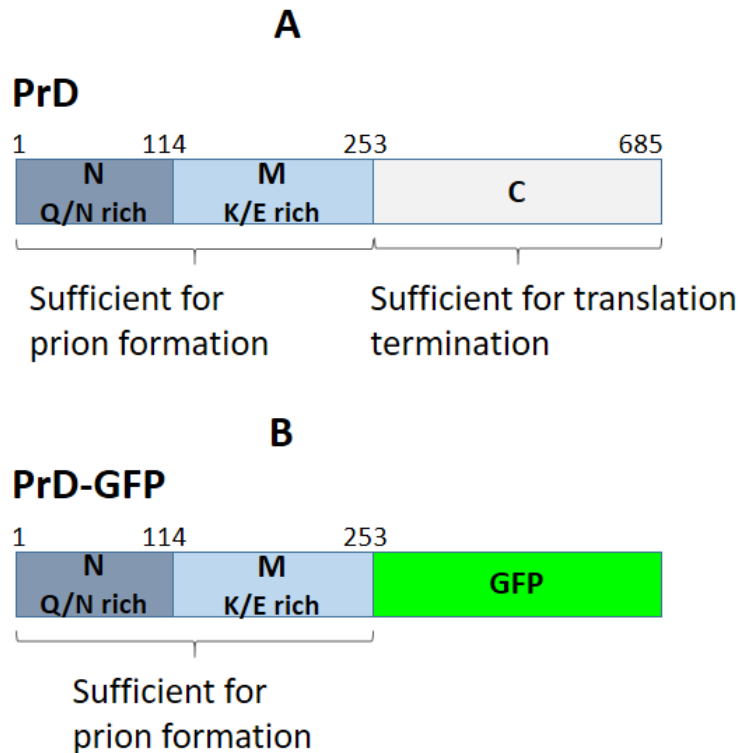 A
PrD
1 114 253 685
N M C
Q/N rich K/E rich
Sufficient for Sufficient for translation
prion formation termination
B
PrD-GFP
1 114 253
N M GFP
Q/N rich K/E rich
Sufficient for
prion formation